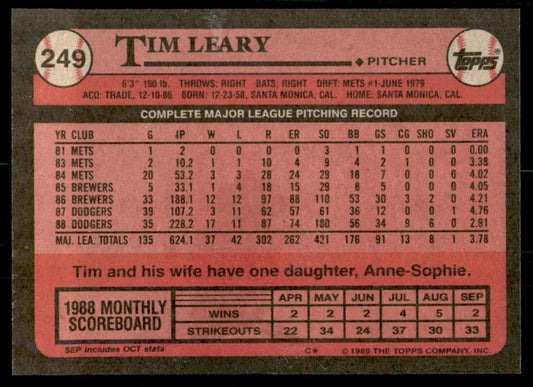 249
TIM LEARY
PITCHER
Topps
6'3" 190 lb. THROWS: RIGHT BATS: RIGHT DRFT: METS #1-JUNE 1979
ACQ: TRADE, 12-10-86 BORN: 12-23-58, SANTA MONICA, CAL. HOME: SANTA MONICA, CAL.
COMPLETE MAJOR LEAGUE PITCHING RECORD
YR CLUB G IP W L R ER SO BB GS CG SHO SV ERA
81 METS 1 2 0 0 0 0 3 1 1 0 0 0 0.00
83 METS 2 10.2 1 1 10 4 9 4 2 1 0 0 3.38
84 METS 20 53.2 3 3 28 24 29 18 7 0 0 0 4.02
85 BREWERS 5 33.1 1 4 18 15 29 8 5 0 0 0 4.05
86 BREWERS 33 188.1 12 12 97 88 110 53 30 3 2 0 4.21
87 DODGERS 39 107.2 3 11 62 57 61 36 12 0 0 1 4.76
88 DODGERS 35 228.2 17 11 87 74 180 56 34 9 6 0 2.91
MAJ. LEA. TOTALS 135 624.1 37 42 302 262 421 176 91 13 8 1 3.78
Tim and his wife have one daughter, Anne-Sophie.
1988 MONTHLY SCOREBOARD
APR MAY JUN JUL AUG SEP
WINS 2 2 2 4 5 2
STRIKEOUTS 22 34 24 37 30 33
SEP includes OCT stats
C* © 1989 THE TOPPS COMPANY, INC.